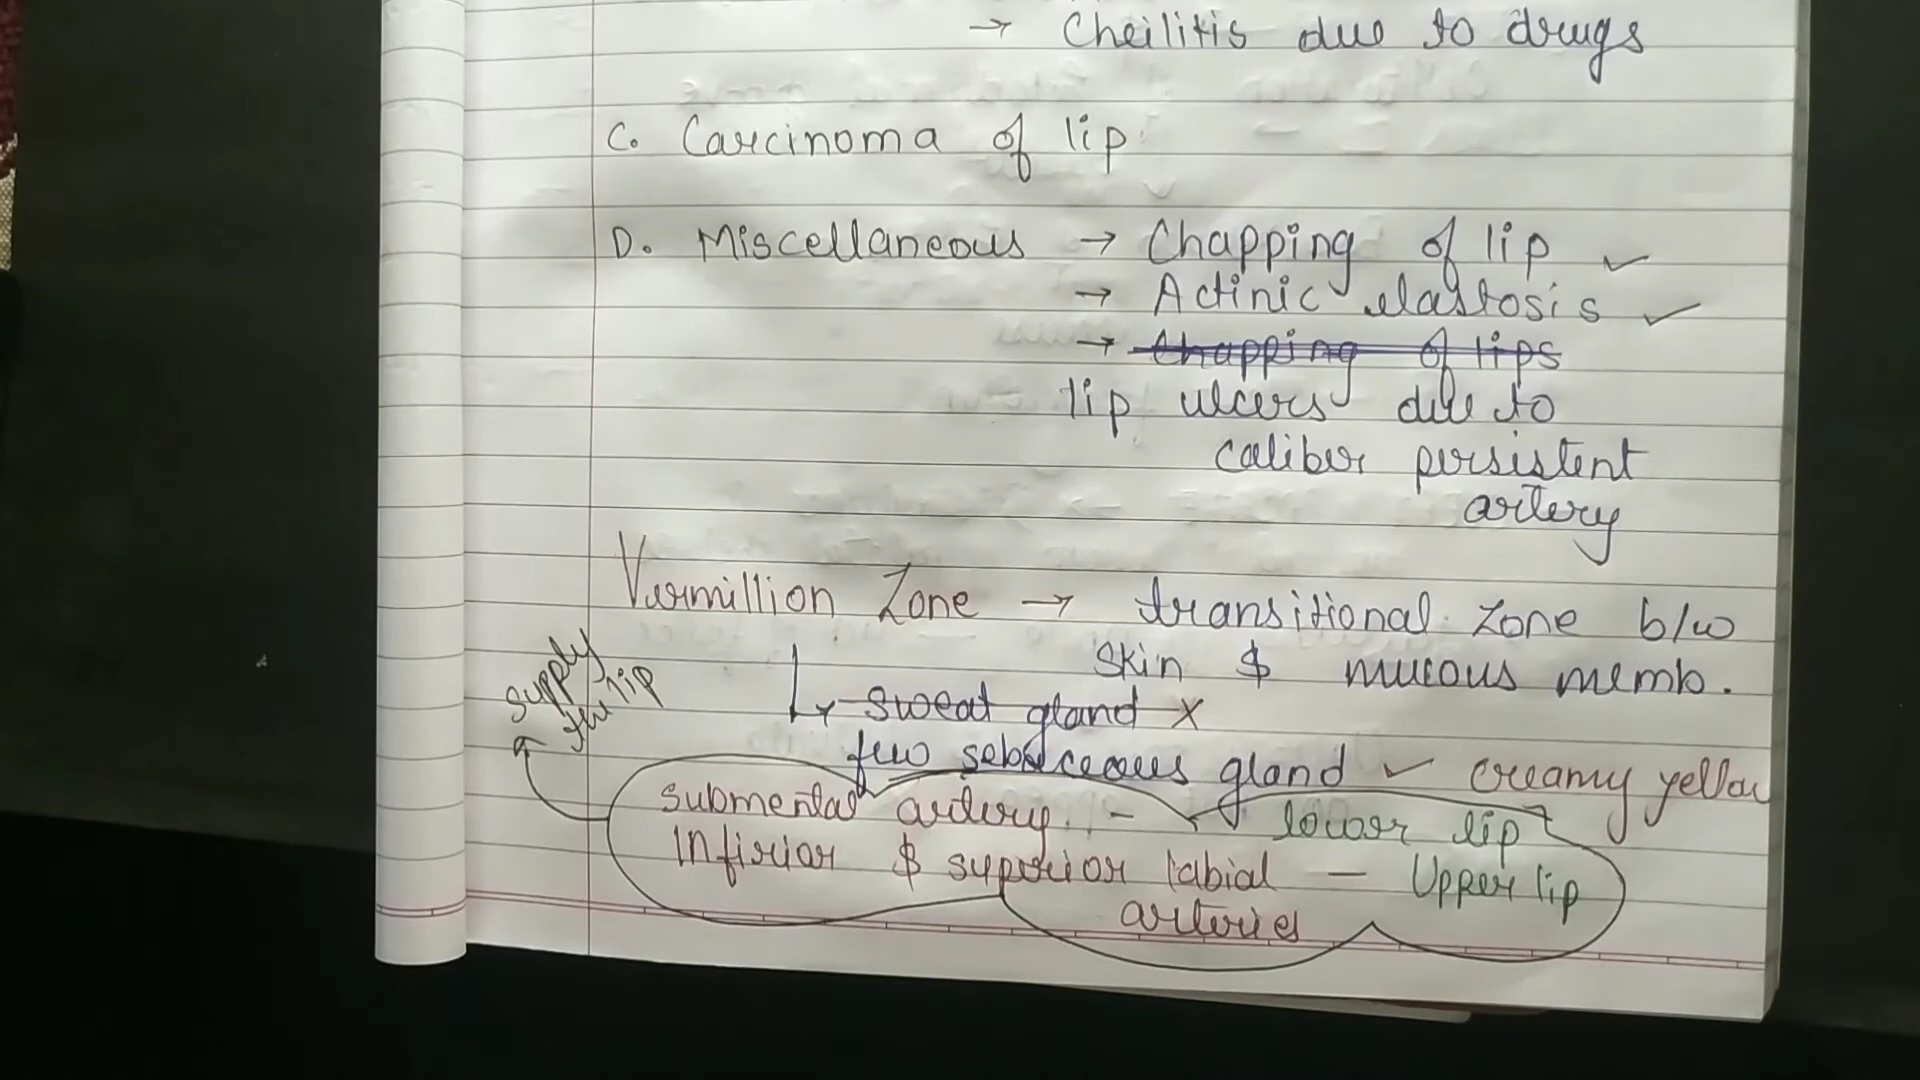 → Cheilitis due to drugs
C. Carcinoma of lip
D. Miscellaneous → Chapping of lip ✓
→ Actinic elastosis ✓
→ Chapping of lips
lip ulcers due to
caliber persistent
artery
Vermillion Zone → transitional zone b/w
skin $ mucous memb.
sweat gland x
few sebaceous gland ✓ creamy yellow
supply the lip
submental artery - lower lip
Inferior $ superior labial — Upper lip
arteries